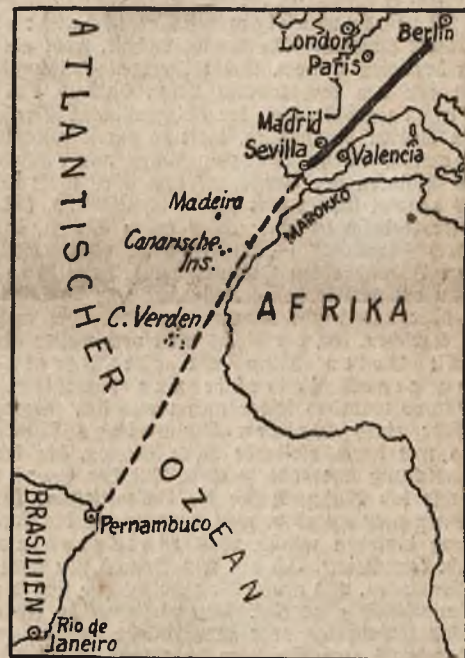 ATLANTISCHER
OZEAN
London
Berlin
Paris
Madrid
Sevilla
Valencia
Madeira
MAROKKO
Canarische
Ins.
AFRIKA
C. Verden
BRASILIEN
Pernambuco
Rio de
Janeiro